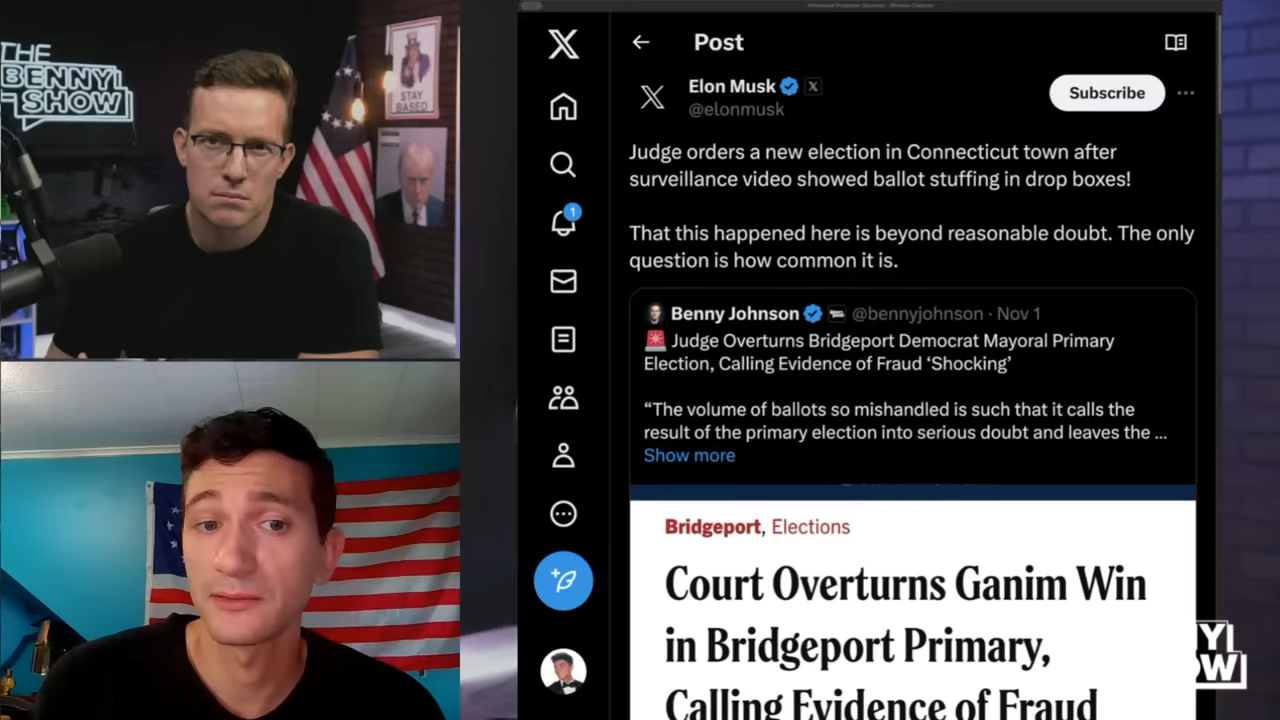 THE
BENNY
SHOW
STAY
BASED
Post
Elon Musk
@elonmusk
Subscribe
Judge orders a new election in Connecticut town after
surveillance video showed ballot stuffing in drop boxes!
That this happened here is beyond reasonable doubt. The only
question is how common it is.
1
Benny Johnson @bennyjohnson · Nov 1
🚨 Judge Overturns Bridgeport Democrat Mayoral Primary
Election, Calling Evidence of Fraud ‘Shocking’
“The volume of ballots so mishandled is such that it calls the
result of the primary election into serious doubt and leaves the ...
Show more
Bridgeport, Elections
Court Overturns Ganim Win
in Bridgeport Primary,
Calling Evidence of Fraud